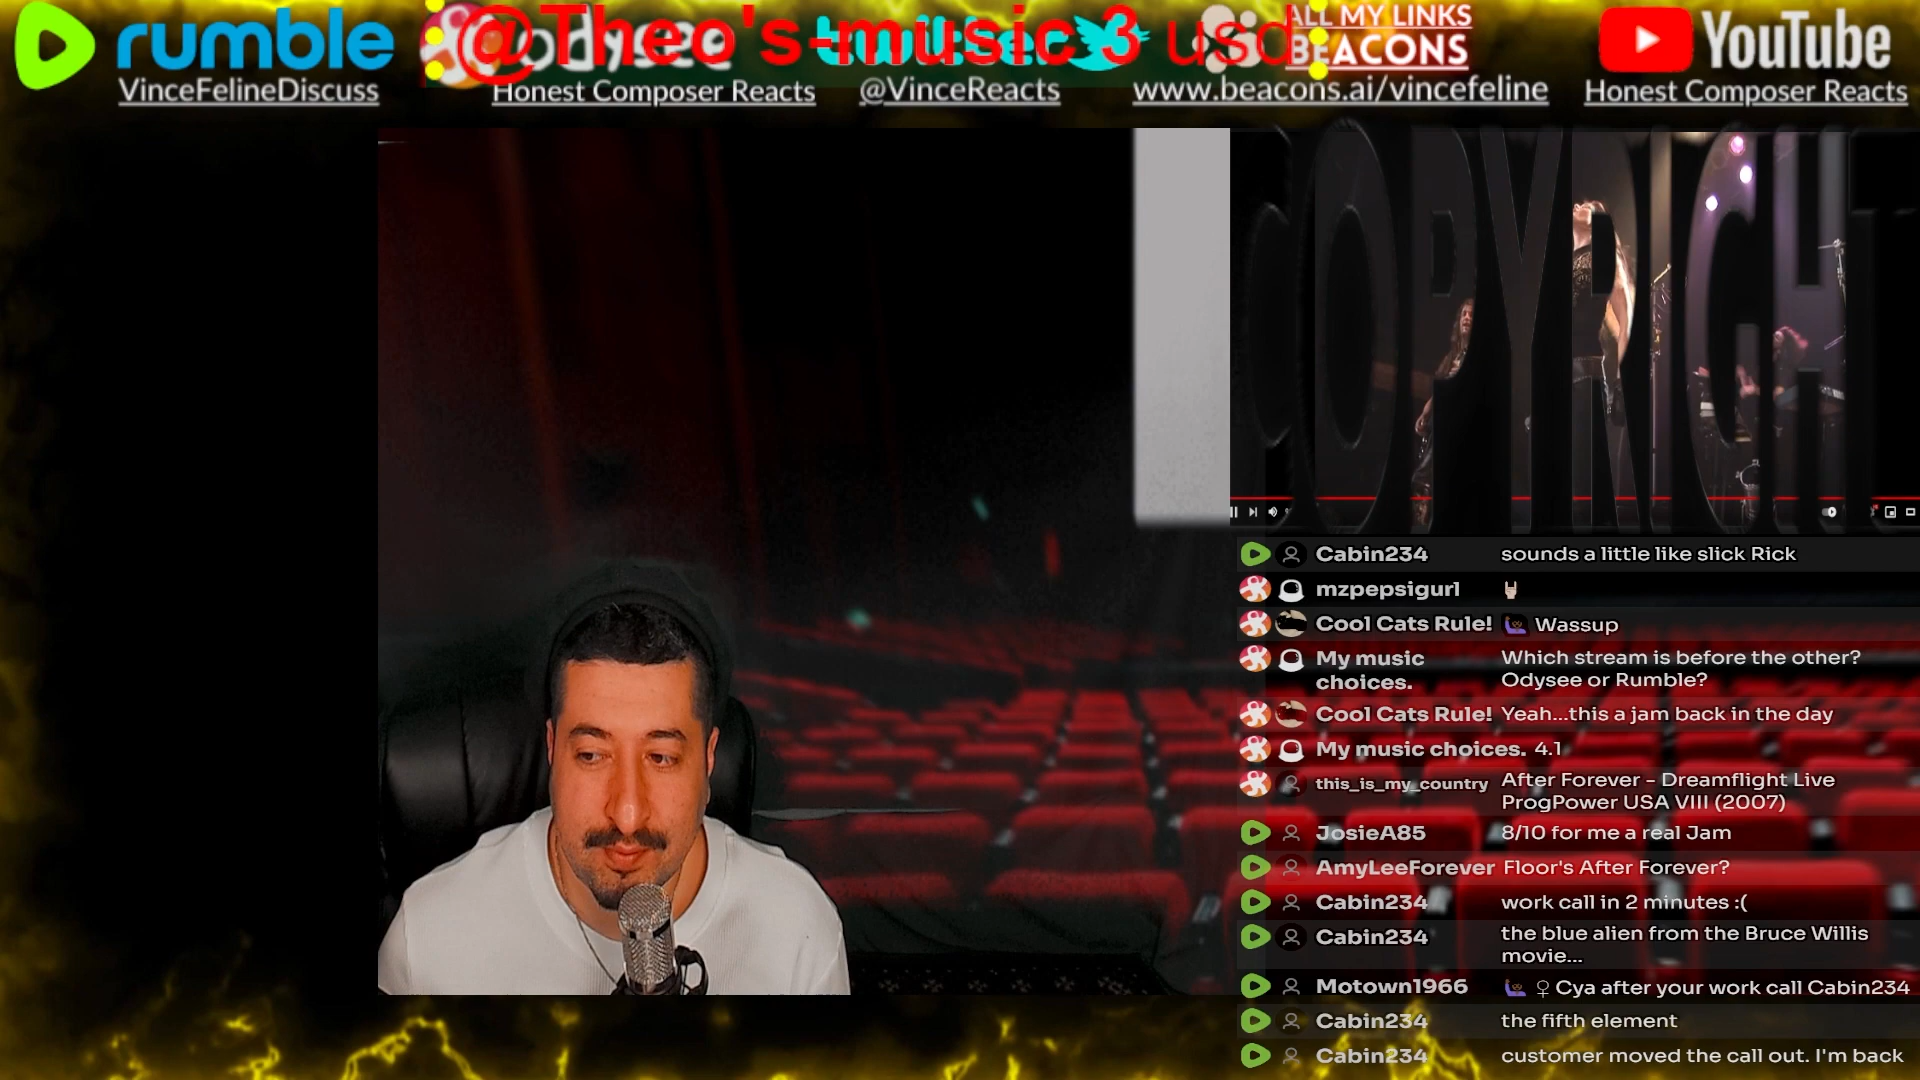 rumble
VinceFelineDiscuss
odysee
Honest Composer Reacts
@Theo's-music 3 usd
twitter
@VinceReacts
ALL MY LINKS
BEACONS
www.beacons.ai/vincefeline
YouTube
Honest Composer Reacts
COPYRIGHT
Cabin234 sounds a little like slick Rick
mzpepsigurl
Cool Cats Rule! Wassup
My music choices. Which stream is before the other? Odysee or Rumble?
Cool Cats Rule! Yeah...this a jam back in the day
My music choices. 4.1
this_is_my_country After Forever - Dreamflight Live ProgPower USA VIII (2007)
JosieA85 8/10 for me a real Jam
AmyLeeForever Floor's After Forever?
Cabin234 work call in 2 minutes :(
Cabin234 the blue alien from the Bruce Willis movie...
Motown1966 ♀ Cya after your work call Cabin234
Cabin234 the fifth element
Cabin234 customer moved the call out. I'm back